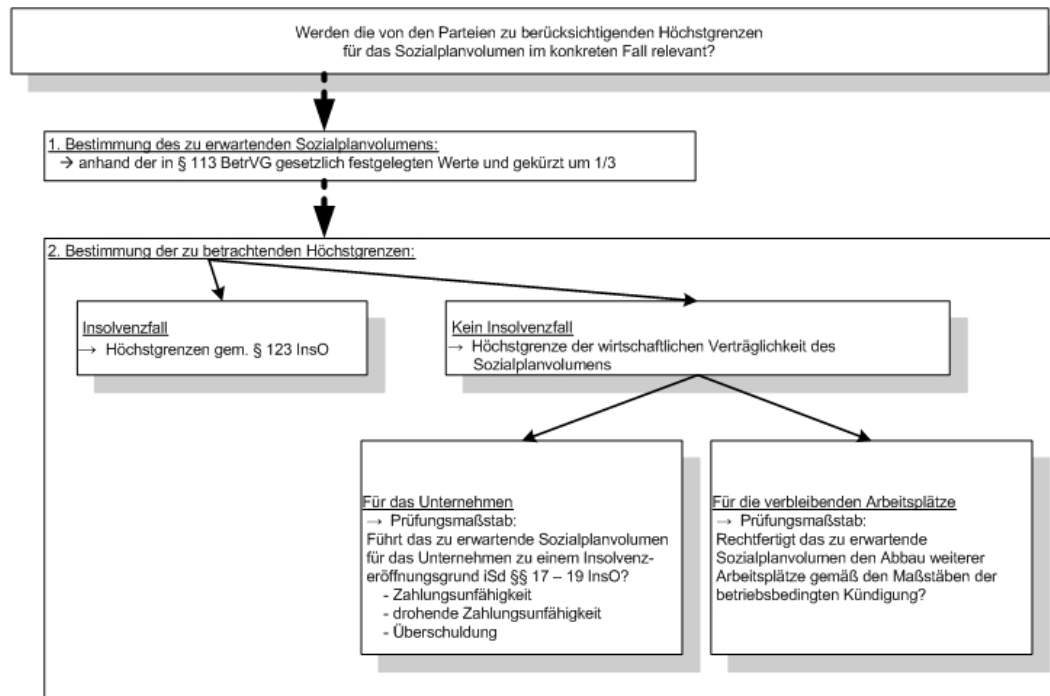 Werden die von den Parteien zu berücksichtigenden Höchstgrenzen
für das Sozialplanvolumen im konkreten Fall relevant?
1. Bestimmung des zu erwartenden Sozialplanvolumens:
→ anhand der in § 113 BetrVG gesetzlich festgelegten Werte und gekürzt um 1/3
2. Bestimmung der zu betrachtenden Höchstgrenzen:
Insolvenzfall
→ Höchstgrenzen gem. § 123 InsO
Kein Insolvenzfall
→ Höchstgrenze der wirtschaftlichen Verträglichkeit des
Sozialplanvolumens
Für das Unternehmen
→ Prüfungsmaßstab:
Führt das zu erwartende Sozialplanvolumen
für das Unternehmen zu einem Insolvenz-
eröffnungsgrund iSd §§ 17 – 19 InsO?
- Zahlungsunfähigkeit
- drohende Zahlungsunfähigkeit
- Überschuldung
Für die verbleibenden Arbeitsplätze
→ Prüfungsmaßstab:
Rechtfertigt das zu erwartende
Sozialplanvolumen den Abbau weiterer
Arbeitsplätze gemäß den Maßstäben der
betriebsbedingten Kündigung?